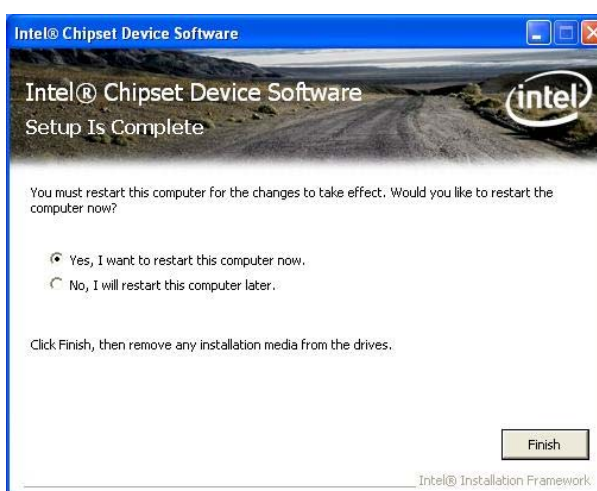 Intel® Chipset Device Software
Intel® Chipset Device Software
intel
Setup Is Complete
You must restart this computer for the changes to take effect. Would you like to restart the
computer now?
Yes, I want to restart this computer now.
No, I will restart this computer later.
Click Finish, then remove any installation media from the drives.
Finish
Intel® Installation Framework